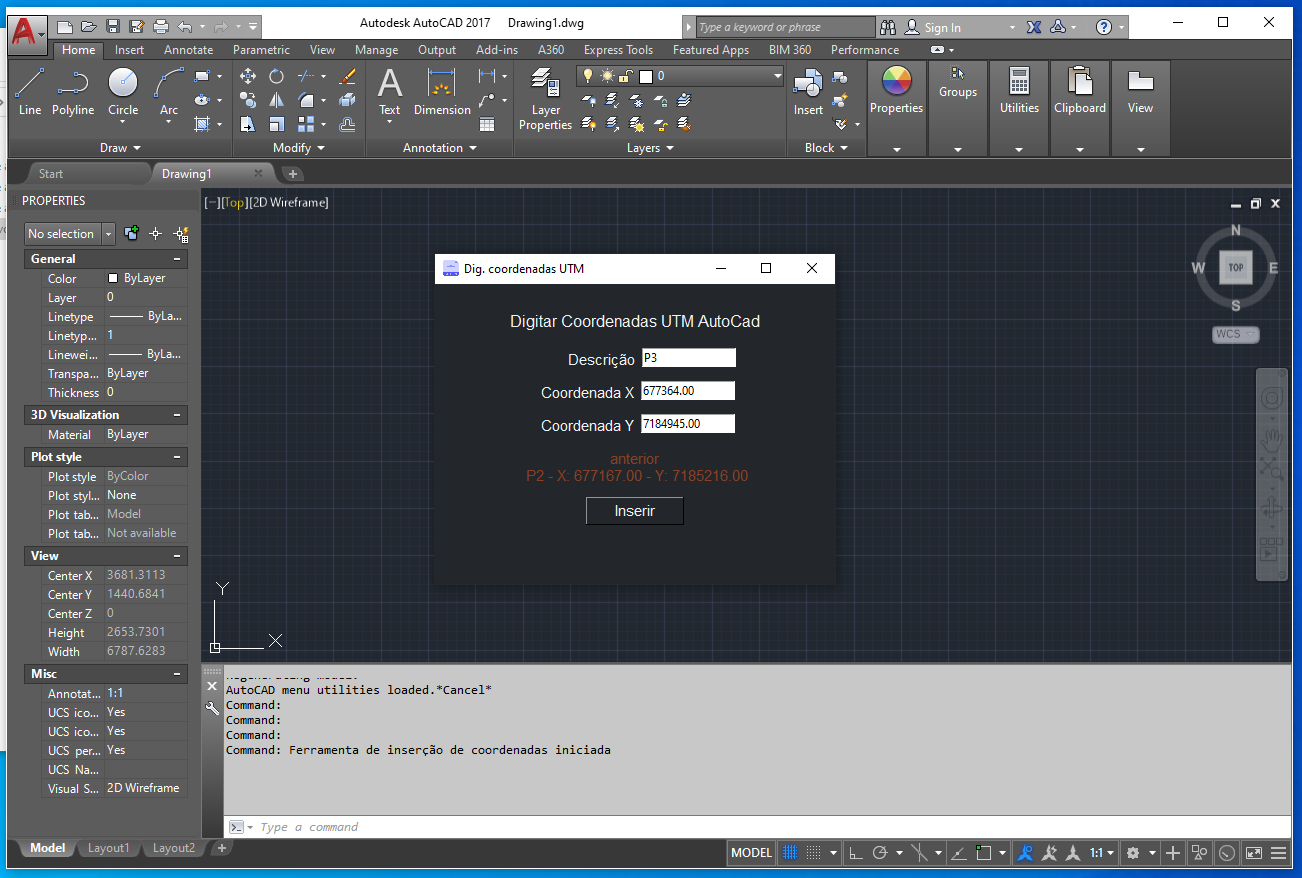 Autodesk AutoCAD 2017 Drawing1.dwg
Type a keyword or phrase
Sign In
Home Insert Annotate Parametric View Manage Output Add-ins A360 Express Tools Featured Apps BIM 360 Performance
Line Polyline Circle Arc
Draw
Modify
Text Dimension
Annotation
Layer
Properties
0
Layers
Insert
Block
Properties
Groups
Utilities
Clipboard
View
Start
Drawing1
PROPERTIES
No selection
General
Color ByLayer
Layer 0
Linetype ByLa...
Linetyp... 1
Linewei... ByLa...
Transpa... ByLayer
Thickness 0
3D Visualization
Material ByLayer
Plot style
Plot style ByColor
Plot styl... None
Plot tab... Model
Plot tab... Not available
View
Center X 3681.3113
Center Y 1440.6841
Center Z 0
Height 2653.7301
Width 6787.6283
Misc
Annotat... 1:1
UCS ico... Yes
UCS ico... Yes
UCS per... Yes
UCS Na...
Visual S... 2D Wireframe
[−][Top][2D Wireframe]
N
W TOP E
S
WCS
Dig. coordenadas UTM
Digitar Coordenadas UTM AutoCad
Descrição P3
Coordenada X 677364.00
Coordenada Y 7184945.00
anterior
P2 - X: 677167.00 - Y: 7185216.00
Inserir
Y
X
Regenerating model.
AutoCAD menu utilities loaded.*Cancel*
Command:
Command:
Command:
Command: Ferramenta de inserção de coordenadas iniciada
Type a command
Model Layout1 Layout2
MODEL 1:1